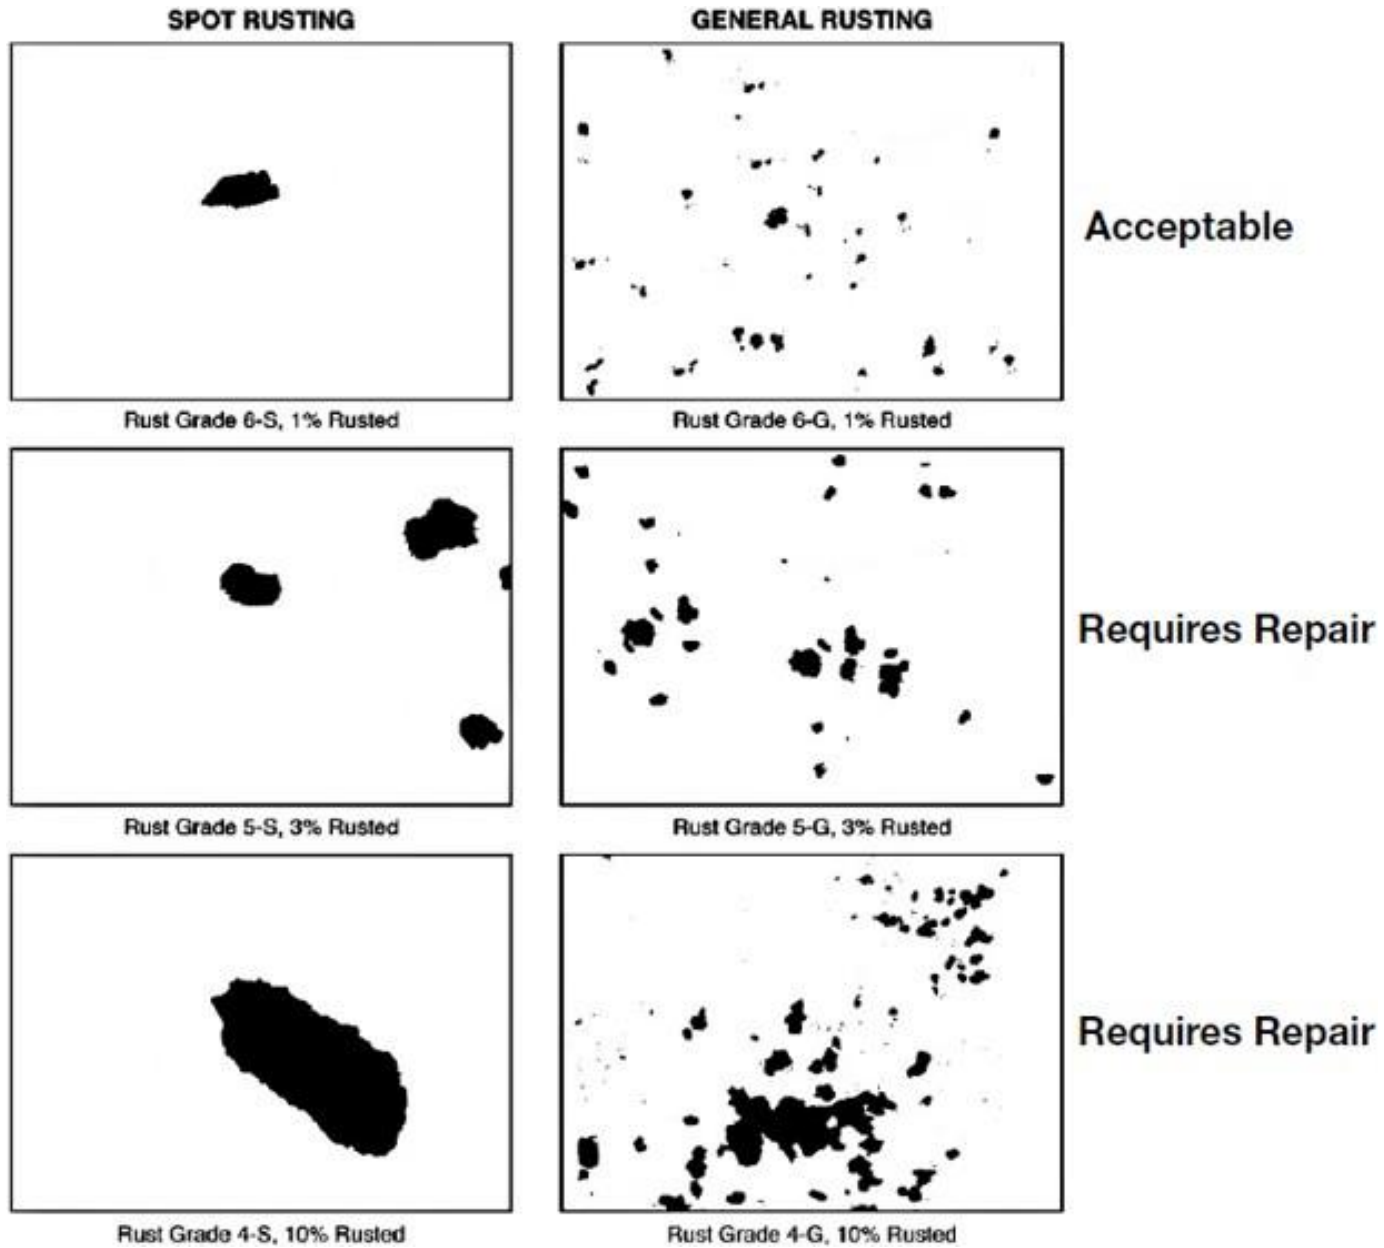 SPOT RUSTING
GENERAL RUSTING
Acceptable
Rust Grade 6-S, 1% Rusted
Rust Grade 6-G, 1% Rusted
Requires Repair
Rust Grade 5-S, 3% Rusted
Rust Grade 5-G, 3% Rusted
Requires Repair
Rust Grade 4-S, 10% Rusted
Rust Grade 4-G, 10% Rusted